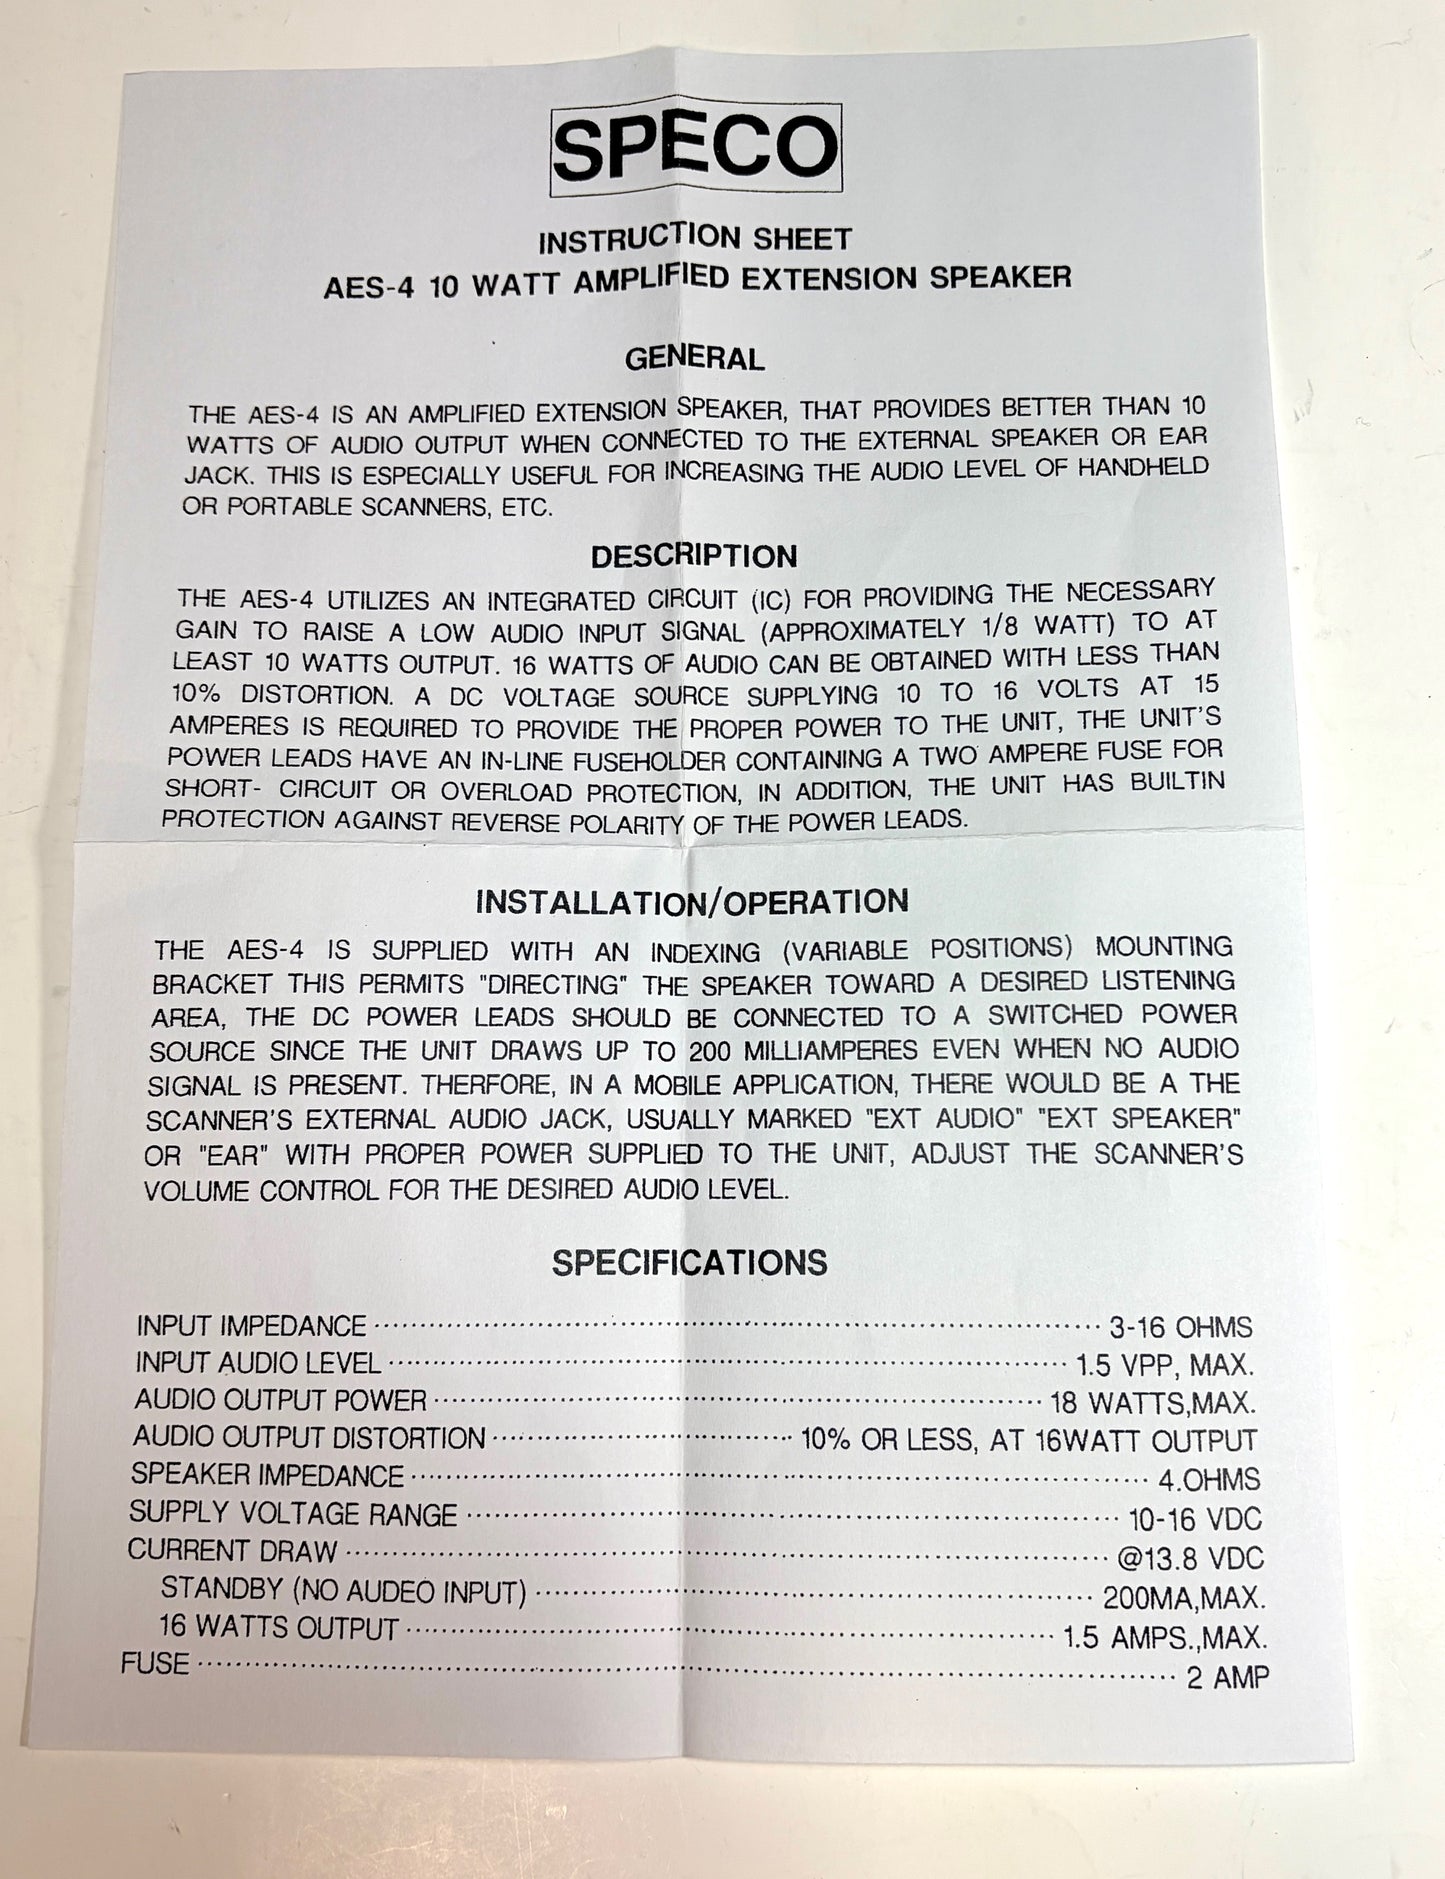 SPECO
INSTRUCTION SHEET
AES-4 10 WATT AMPLIFIED EXTENSION SPEAKER
GENERAL
THE AES-4 IS AN AMPLIFIED EXTENSION SPEAKER, THAT PROVIDES BETTER THAN 10
WATTS OF AUDIO OUTPUT WHEN CONNECTED TO THE EXTERNAL SPEAKER OR EAR
JACK. THIS IS ESPECIALLY USEFUL FOR INCREASING THE AUDIO LEVEL OF HANDHELD
OR PORTABLE SCANNERS, ETC.
DESCRIPTION
THE AES-4 UTILIZES AN INTEGRATED CIRCUIT (IC) FOR PROVIDING THE NECESSARY
GAIN TO RAISE A LOW AUDIO INPUT SIGNAL (APPROXIMATELY 1/8 WATT) TO AT
LEAST 10 WATTS OUTPUT. 16 WATTS OF AUDIO CAN BE OBTAINED WITH LESS THAN
10% DISTORTION. A DC VOLTAGE SOURCE SUPPLYING 10 TO 16 VOLTS AT 15
AMPERES IS REQUIRED TO PROVIDE THE PROPER POWER TO THE UNIT, THE UNIT'S
POWER LEADS HAVE AN IN-LINE FUSEHOLDER CONTAINING A TWO AMPERE FUSE FOR
SHORT- CIRCUIT OR OVERLOAD PROTECTION, IN ADDITION, THE UNIT HAS BUILTIN
PROTECTION AGAINST REVERSE POLARITY OF THE POWER LEADS.
INSTALLATION/OPERATION
THE AES-4 IS SUPPLIED WITH AN INDEXING (VARIABLE POSITIONS) MOUNTING
BRACKET THIS PERMITS "DIRECTING" THE SPEAKER TOWARD A DESIRED LISTENING
AREA, THE DC POWER LEADS SHOULD BE CONNECTED TO A SWITCHED POWER
SOURCE SINCE THE UNIT DRAWS UP TO 200 MILLIAMPERES EVEN WHEN NO AUDIO
SIGNAL IS PRESENT. THERFORE, IN A MOBILE APPLICATION, THERE WOULD BE A THE
SCANNER'S EXTERNAL AUDIO JACK, USUALLY MARKED "EXT AUDIO" "EXT SPEAKER"
OR "EAR" WITH PROPER POWER SUPPLIED TO THE UNIT, ADJUST THE SCANNER'S
VOLUME CONTROL FOR THE DESIRED AUDIO LEVEL.
SPECIFICATIONS
INPUT IMPEDANCE 3-16 OHMS
INPUT AUDIO LEVEL 1.5 VPP, MAX.
AUDIO OUTPUT POWER 18 WATTS,MAX.
AUDIO OUTPUT DISTORTION 10% OR LESS, AT 16WATT OUTPUT
SPEAKER IMPEDANCE 4.OHMS
SUPPLY VOLTAGE RANGE 10-16 VDC
CURRENT DRAW @13.8 VDC
STANDBY (NO AUDEO INPUT) 200MA,MAX.
16 WATTS OUTPUT 1.5 AMPS.,MAX.
FUSE 2 AMP